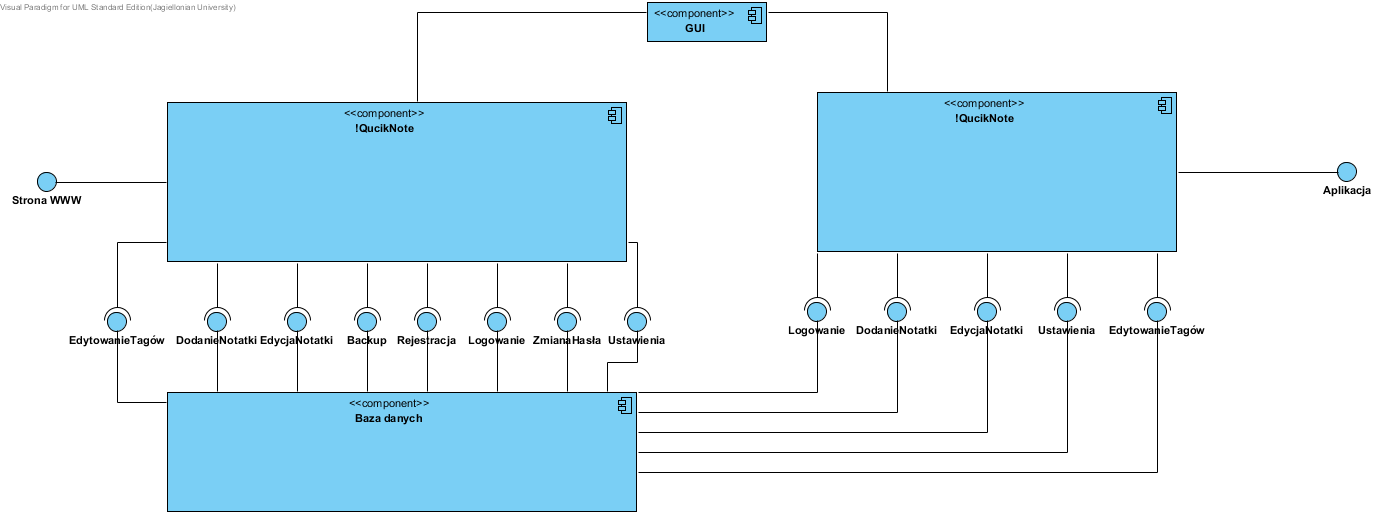 Visual Paradigm for UML Standard Edition(Jagiellonian University)
<<component>>
GUI
<<component>>
!QucikNote
<<component>>
!QucikNote
Strona WWW
Aplikacja
EdytowanieTagów
DodanieNotatki
EdycjaNotatki
Backup
Rejestracja
Logowanie
ZmianaHasła
Ustawienia
Logowanie
DodanieNotatki
EdycjaNotatki
Ustawienia
EdytowanieTagów
<<component>>
Baza danych